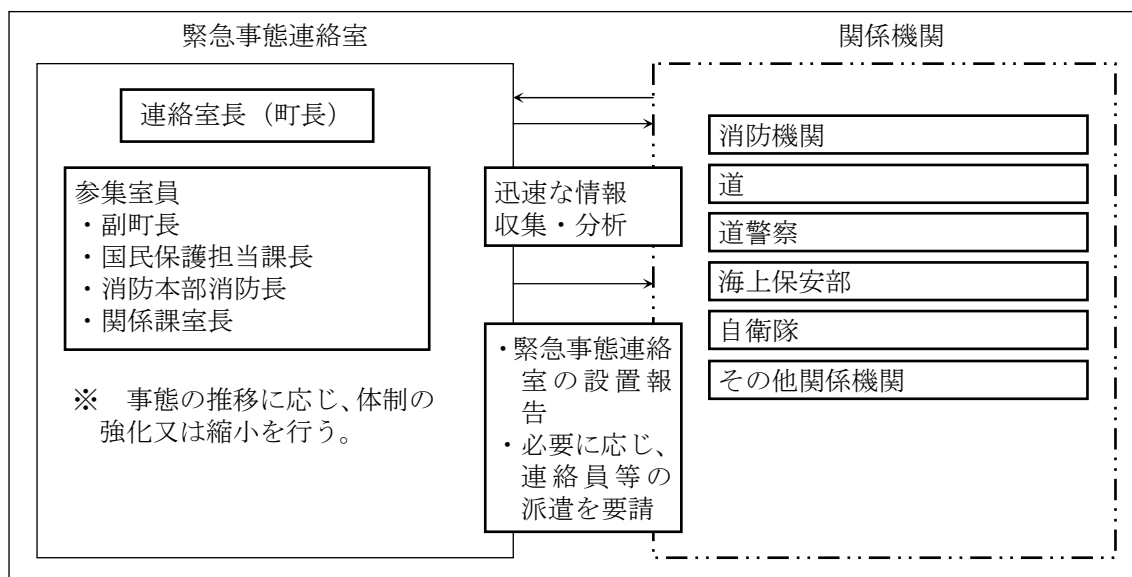 緊急事態連絡室
連絡室長（町長）
参集室員
・副町長
・国民保護担当課長
・消防本部消防長
・関係課室長
※　事態の推移に応じ、体制の
強化又は縮小を行う。
迅速な情報
収集・分析
・緊急事態連絡
室の設置報
告
・必要に応じ、
連絡員等の
派遣を要請
関係機関
消防機関
道
道警察
海上保安部
自衛隊
その他関係機関